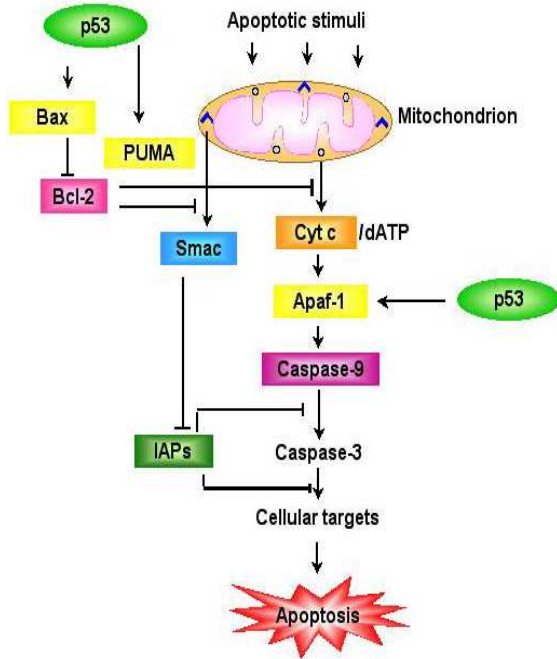 p53
Apoptotic stimuli
Bax
Mitochondrion
PUMA
Bcl-2
Cyt c /dATP
Smac
Apaf-1
p53
Caspase-9
IAPs
Caspase-3
Cellular targets
Apoptosis